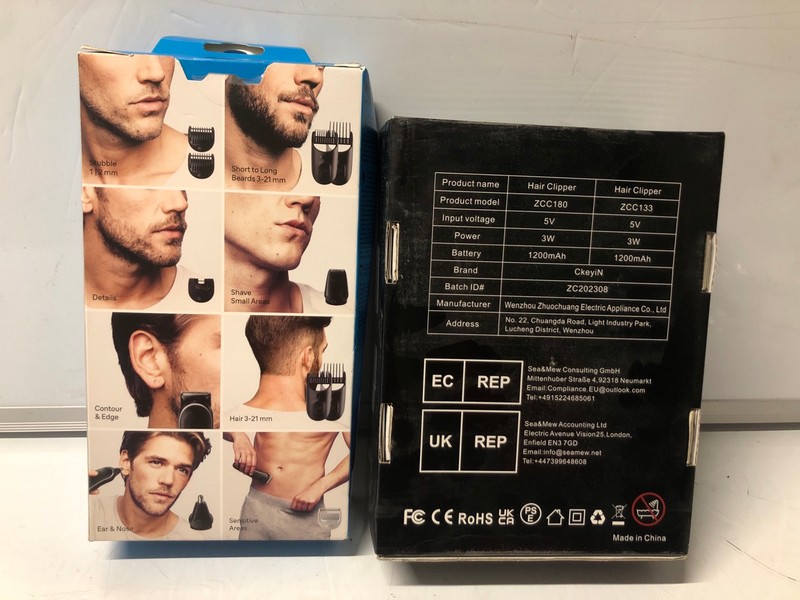 Stubble
1 | 2 mm
Short to Long
Beards 3-21 mm
Details
Shave
Small Areas
Contour
& Edge
Hair 3-21 mm
Ear & Nose
Sensitive
Areas
Product name Hair Clipper Hair Clipper
Product model ZCC180 ZCC133
Input voltage 5V 5V
Power 3W 3W
Battery 1200mAh 1200mAh
Brand CkeyiN
Batch ID# ZC202308
Manufacturer Wenzhou Zhuochuang Electric Appliance Co., Ltd
Address No. 22, Chuangda Road, Light Industry Park,
Lucheng District, Wenzhou
EC REP
Sea&Mew Consulting GmbH
Mittenhuber Straße 4,92318 Neumarkt
Email:Compliance.EU@outlook.com
Tel:+4915224685061
UK REP
Sea&Mew Accounting Ltd
Electric Avenue Vision25,London,
Enfield EN3 7GD
Email:info@seamew.net
Tel:+447399648608
FC CE RoHS UK CA PS E
Made in China